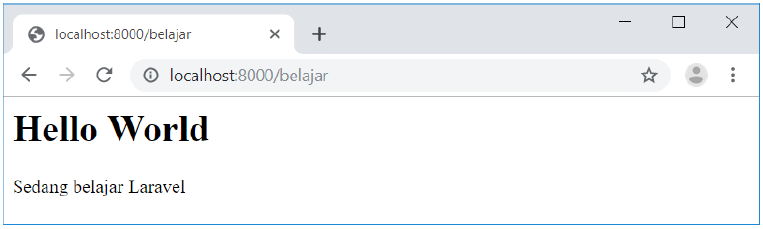 localhost:8000/belajar
localhost:8000/belajar
Hello World
Sedang belajar Laravel